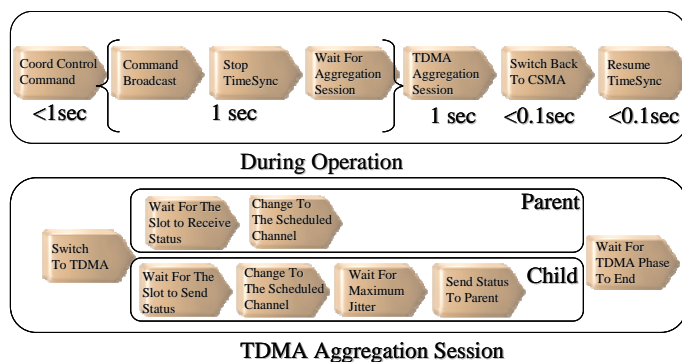 Coord Control
Command
Command
Broadcast
Stop
TimeSync
Wait For
Aggregation
Session
TDMA
Aggregation
Session
Switch Back
To CSMA
Resume
TimeSync
<1sec
1 sec
1 sec
<0.1sec
<0.1sec
During Operation
Parent
Wait For The
Slot to Receive
Status
Change To
The Scheduled
Channel
Switch
To TDMA
Wait For
TDMA Phase
To End
Child
Wait For The
Slot to Send
Status
Change To
The Scheduled
Channel
Wait For
Maximum
Jitter
Send Status
To Parent
TDMA Aggregation Session